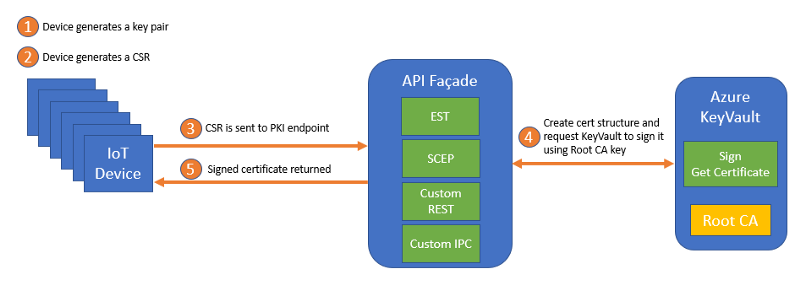 1 Device generates a key pair
2 Device generates a CSR
IoT
Device
3 CSR is sent to PKI endpoint
5 Signed certificate returned
API Façade
EST
SCEP
Custom
REST
Custom IPC
4 Create cert structure and
request KeyVault to sign it
using Root CA key
Azure
KeyVault
Sign
Get Certificate
Root CA